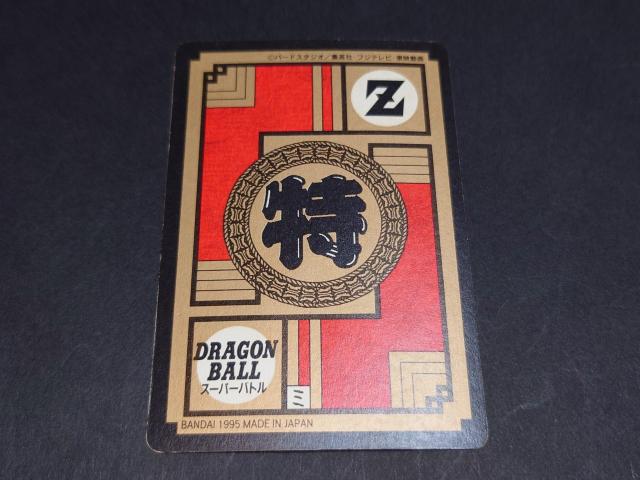 ©バードスタジオ/集英社・フジテレビ・東映動画
Z
特
DRAGON
BALL
スーパーバトル
ミ
BANDAI 1995 MADE IN JAPAN